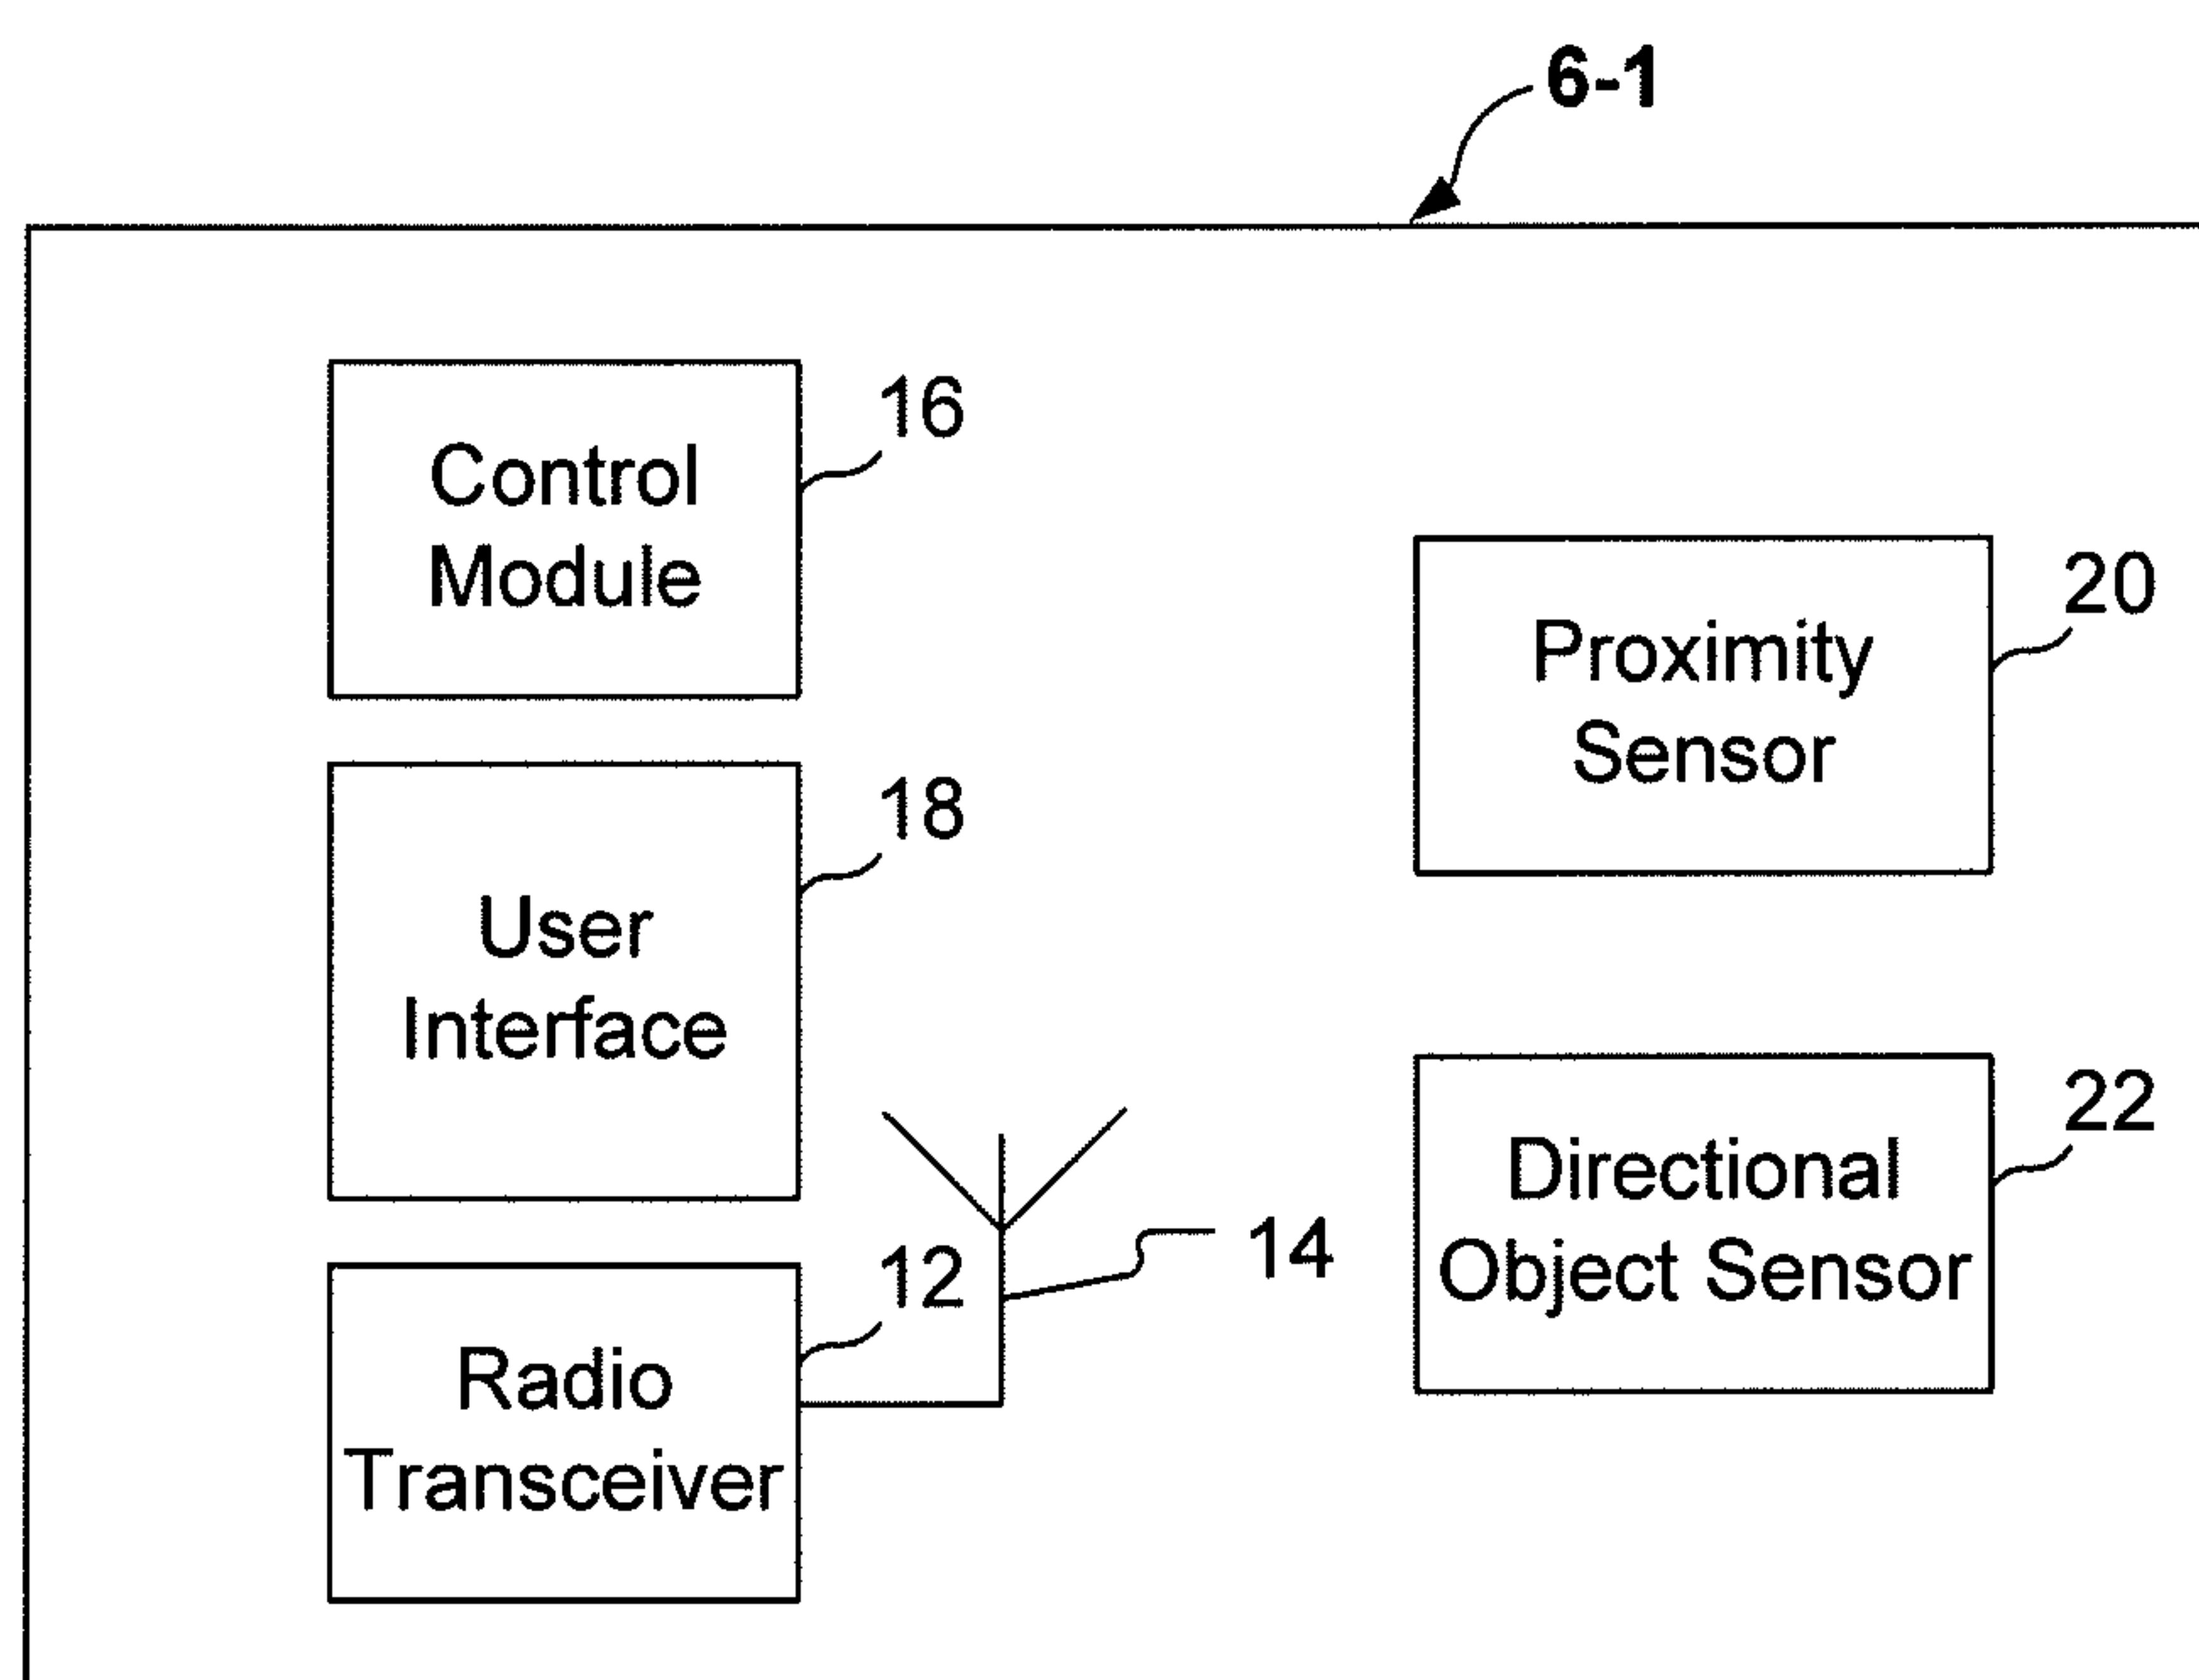 6-1
Control
Module
16
User
Interface
18
Radio
Transceiver
12
14
Proximity
Sensor
20
Directional
Object Sensor
22